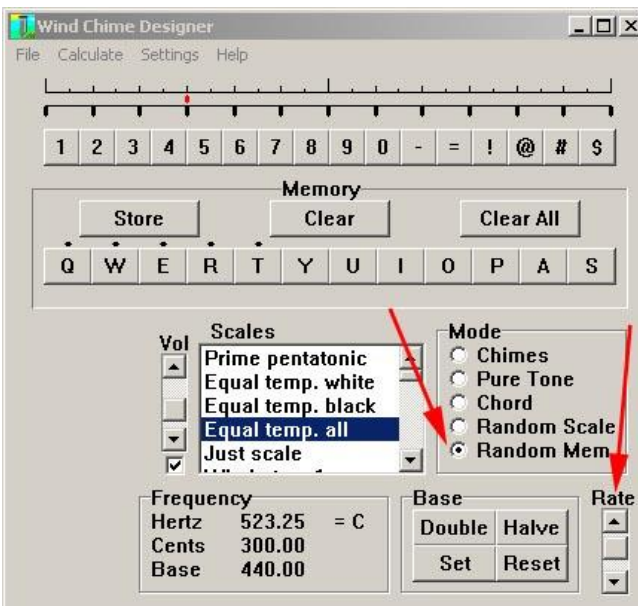 Wind Chime Designer
File Calculate Settings Help
1 2 3 4 5 6 7 8 9 0 - = ! @ # $
Memory
Store Clear Clear All
Q W E R T Y U I O P A S
Vol
Scales
Prime pentatonic
Equal temp. white
Equal temp. black
Equal temp. all
Just scale
Mode
Chimes
Pure Tone
Chord
Random Scale
Random Mem
Frequency
Hertz 523.25 = C
Cents 300.00
Base 440.00
Base
Double Halve
Set Reset
Rate